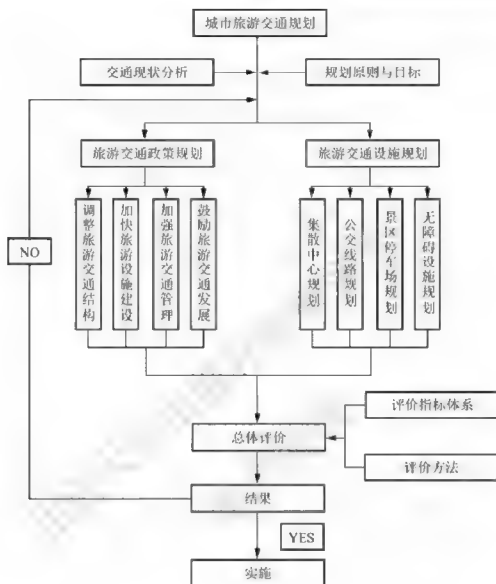 城市旅游交通规划
交通现状分析
规划原则与目标
旅游交通政策规划
旅游交通设施规划
调整旅游交通结构
加快旅游设施建设
加强旅游交通管理
鼓励旅游交通发展
集散中心规划
公交线路规划
景区停车场规划
无障碍设施规划
NO
评价指标体系
总体评价
评价方法
结果
YES
实施